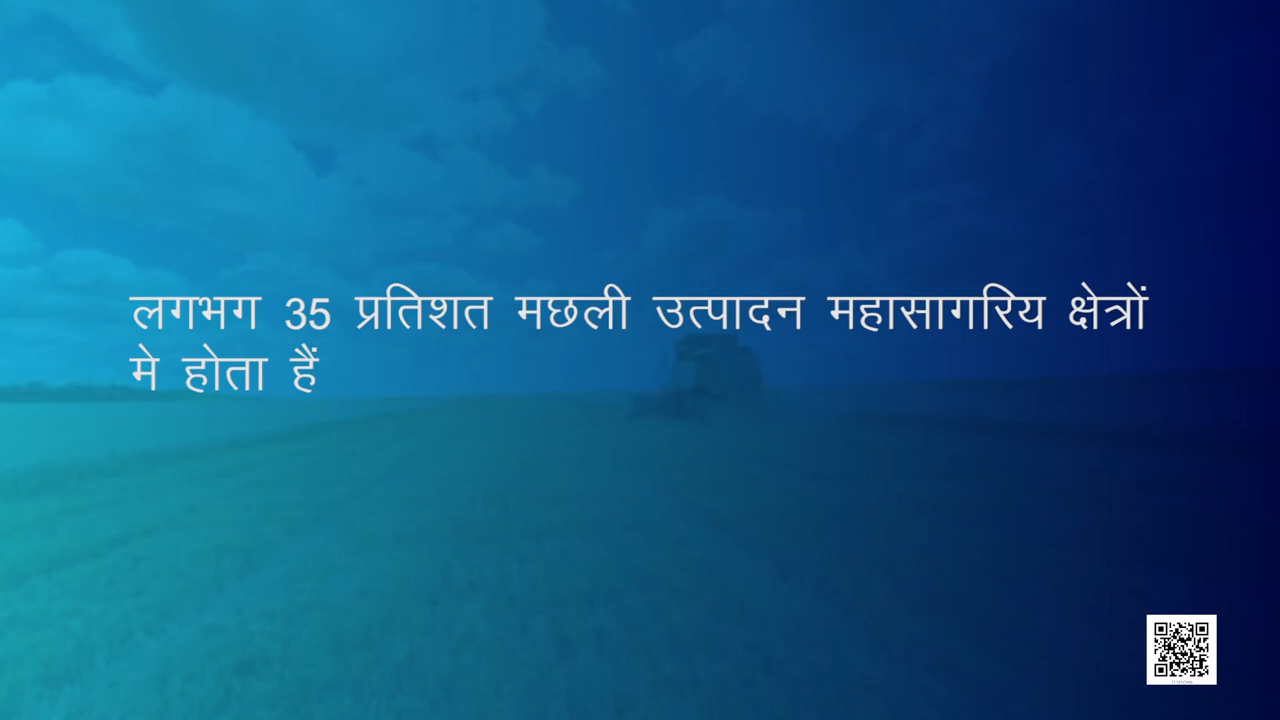 लगभग 35 प्रतिशत मछली उत्पादन महासागरिय क्षेत्रों
मे होता हैं